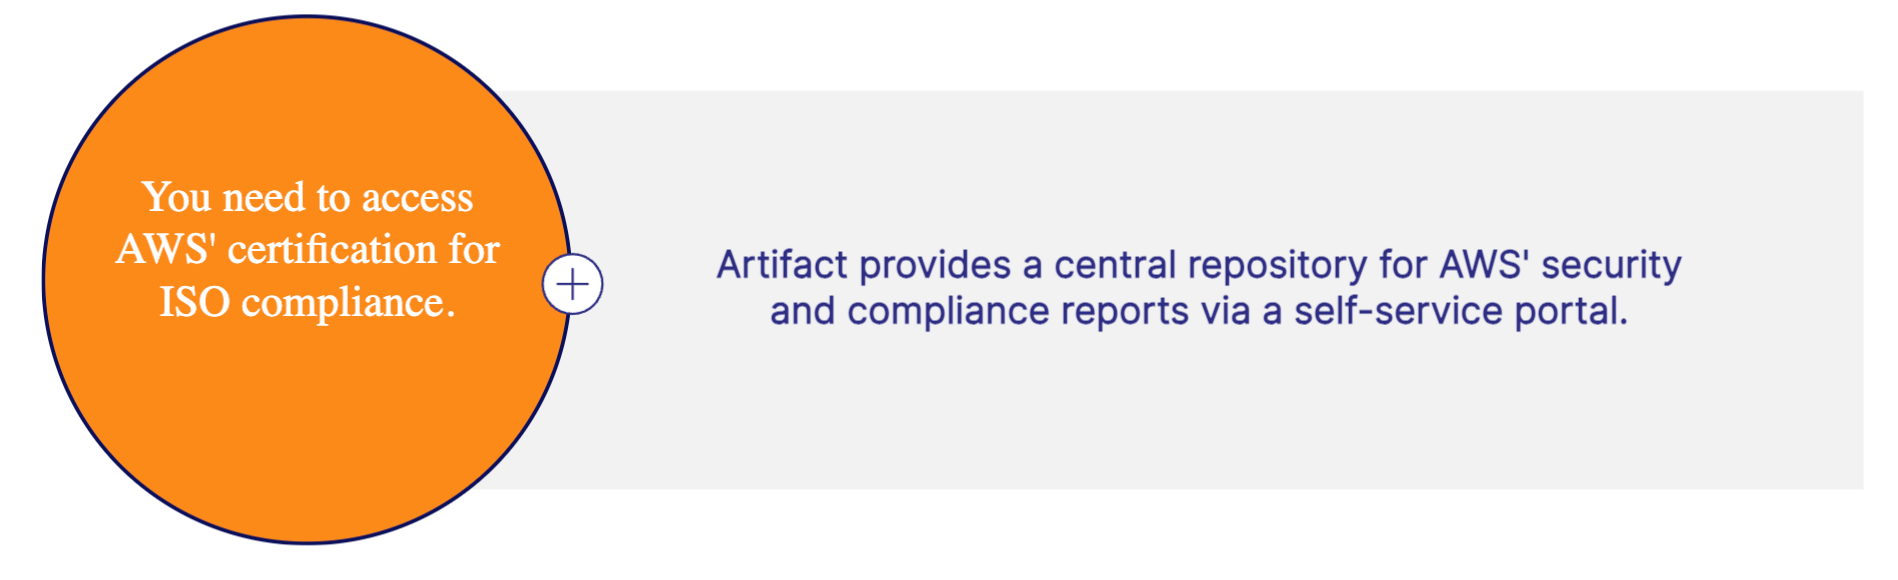 You need to access
AWS' certification for
ISO compliance.
Artifact provides a central repository for AWS' security
and compliance reports via a self-service portal.